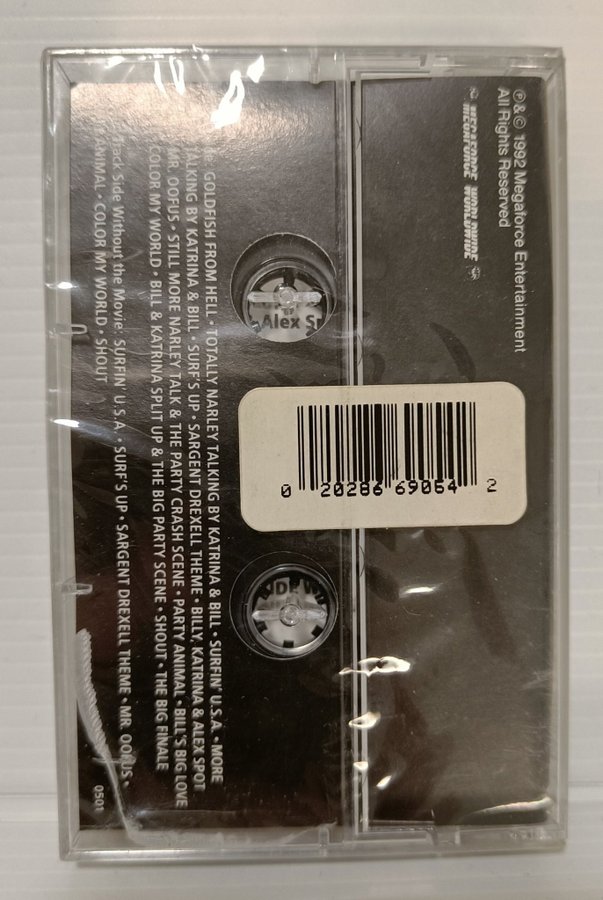 ℗&© 1992 Megaforce Entertainment
All Rights Reserved
MEGAFORCE WORLDWIDE
GOLDFISH FROM HELL • TOTALLY NARLEY TALKING BY KATRINA & BILL • SURFIN' U.S.A. • MORE
TALKING BY KATRINA & BILL • SURF'S UP • SARGENT DREXELL THEME • BILLY, KATRINA & ALEX SPOT
MR. OOFUS • STILL MORE NARLEY TALK & THE PARTY CRASH SCENE • PARTY ANIMAL • BILL'S BIG LOVE
COLOR MY WORLD • BILL & KATRINA SPLIT UP & THE BIG PARTY SCENE • SHOUT • THE BIG FINALE
Side Without the Movie: SURFIN' U.S.A. • SURF'S UP • SARGENT DREXELL THEME • MR. OOFUS •
ANIMAL • COLOR MY WORLD • SHOUT
0501
Alex
0 20286 69064 2